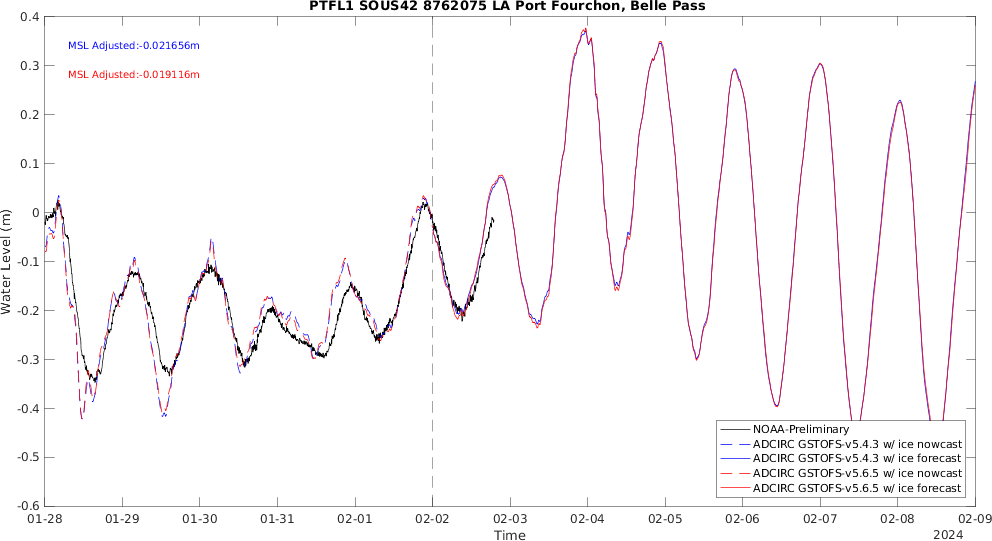 PTFL1 SOUS42 8762075 LA Port Fourchon, Belle Pass
MSL Adjusted:-0.021656m
MSL Adjusted:-0.019116m
Water Level (m)
0.4
0.3
0.2
0.1
0
-0.1
-0.2
-0.3
-0.4
-0.5
-0.6
NOAA-Preliminary
ADCIRC GSTOFS-v5.4.3 w/ ice nowcast
ADCIRC GSTOFS-v5.4.3 w/ ice forecast
ADCIRC GSTOFS-v5.6.5 w/ ice nowcast
ADCIRC GSTOFS-v5.6.5 w/ ice forecast
01-28 01-29 01-30 01-31 02-01 02-02 02-03 02-04 02-05 02-06 02-07 02-08 02-09
Time
2024